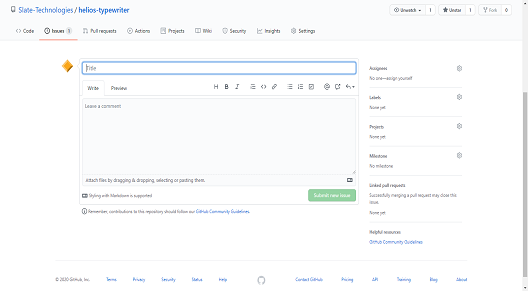 Slate-Technologies / helios-typewriter
Unwatch 1 Unstar 1 Fork 0
Code Issues 3 Pull requests Actions Projects Wiki Security Insights Settings
Title
Write Preview
Leave a comment
Attach files by dragging & dropping, selecting or pasting them.
Styling with Markdown is supported
Submit new issue
Remember, contributions to this repository should follow our GitHub Community Guidelines.
Assignees
No one—assign yourself
Labels
None yet
Projects
None yet
Milestone
No milestone
Linked pull requests
Successfully merging a pull request may close this issue.
None yet
Helpful resources
GitHub Community Guidelines
© 2020 GitHub, Inc. Terms Privacy Security Status Help Contact GitHub Pricing API Training Blog About